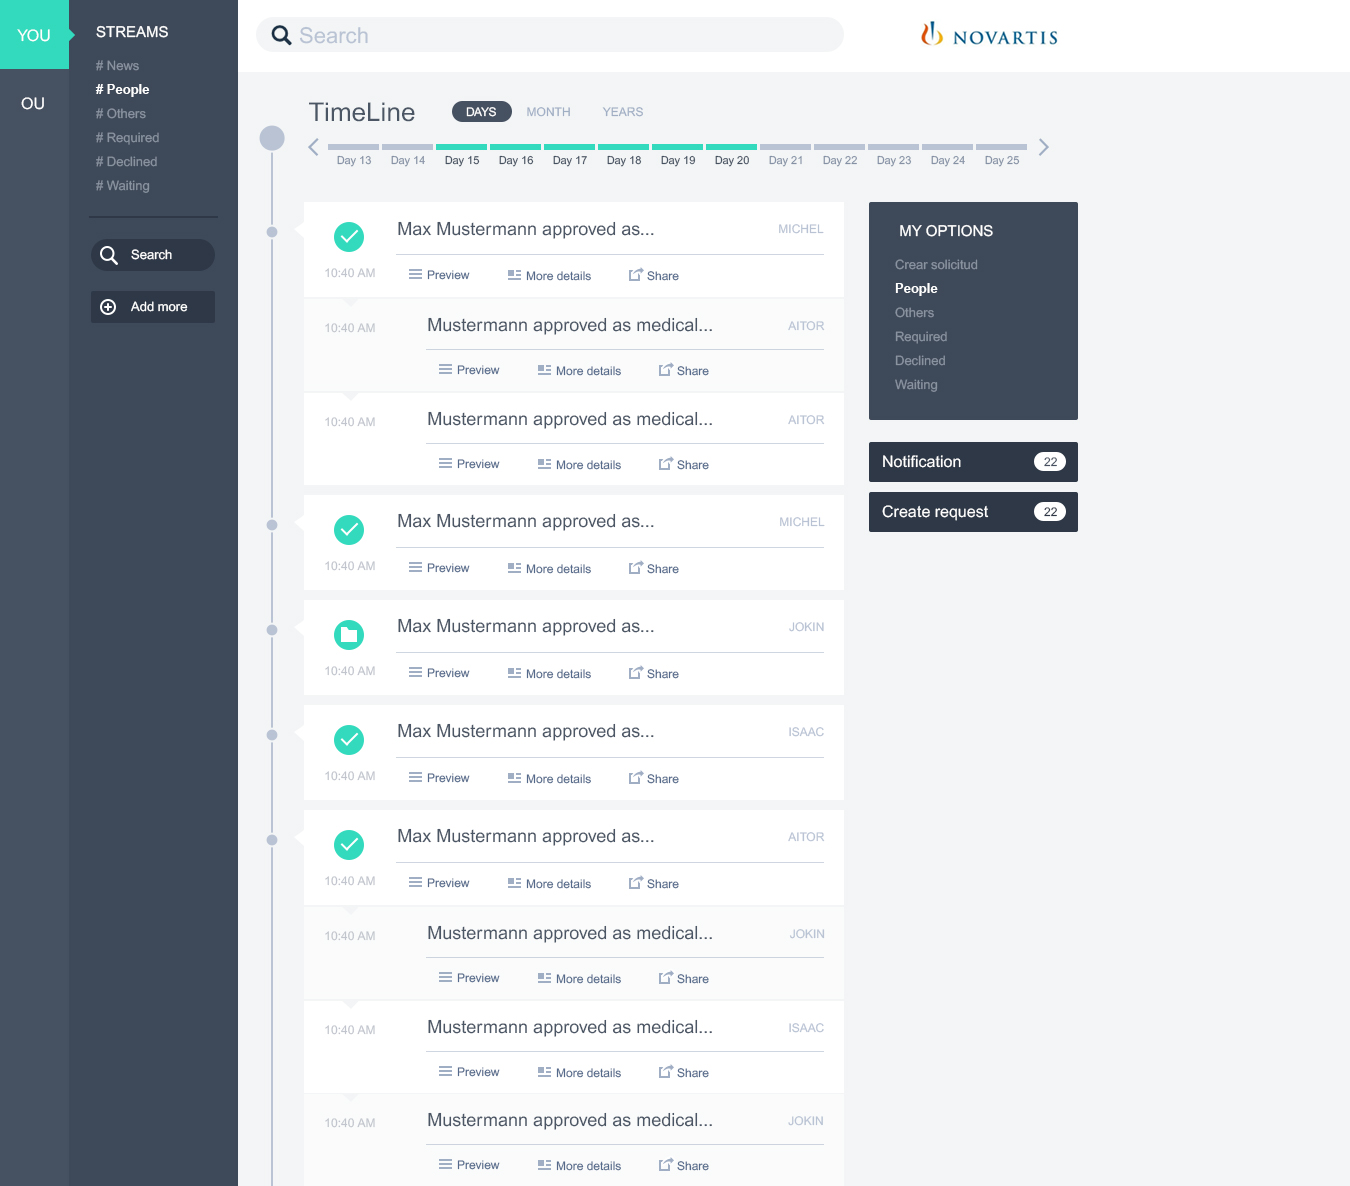 YOU
OU
STREAMS
# News
# People
# Others
# Required
# Declined
# Waiting
Search
Add more
Search
NOVARTIS
TimeLine
DAYS MONTH YEARS
Day 13 Day 14 Day 15 Day 16 Day 17 Day 18 Day 19 Day 20 Day 21 Day 22 Day 23 Day 24 Day 25
Max Mustermann approved as... MICHEL
10:40 AM Preview More details Share
10:40 AM Mustermann approved as medical... AITOR
Preview More details Share
10:40 AM Mustermann approved as medical... AITOR
Preview More details Share
Max Mustermann approved as... MICHEL
10:40 AM Preview More details Share
Max Mustermann approved as... JOKIN
10:40 AM Preview More details Share
Max Mustermann approved as... ISAAC
10:40 AM Preview More details Share
Max Mustermann approved as... AITOR
10:40 AM Preview More details Share
10:40 AM Mustermann approved as medical... JOKIN
Preview More details Share
10:40 AM Mustermann approved as medical... ISAAC
Preview More details Share
10:40 AM Mustermann approved as medical... JOKIN
Preview More details Share
MY OPTIONS
Crear solicitud
People
Others
Required
Declined
Waiting
Notification 22
Create request 22